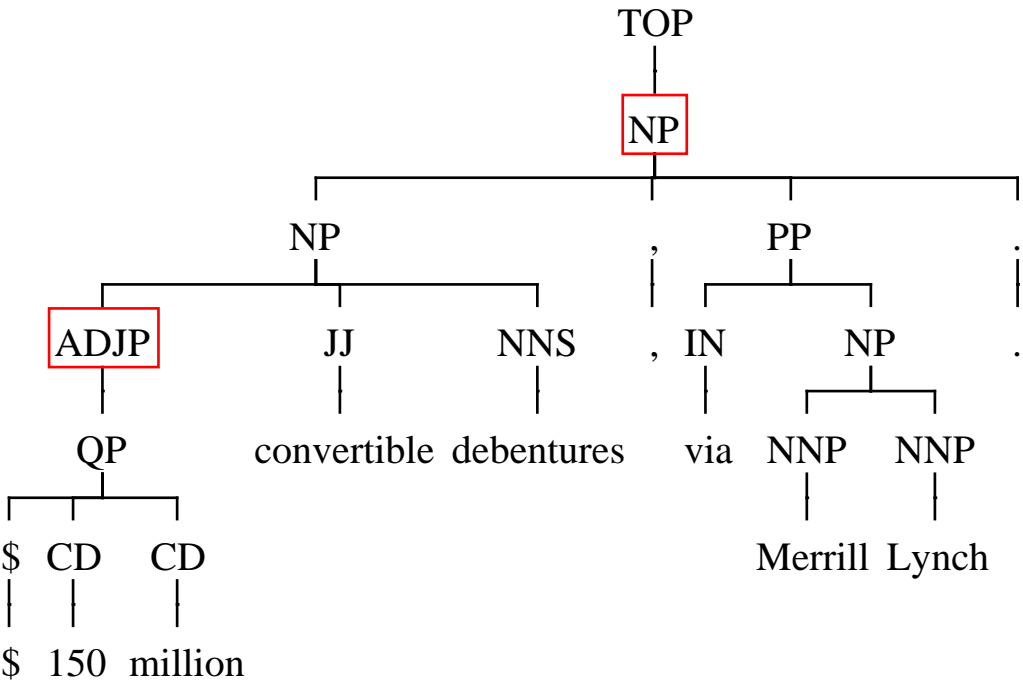 TOP
NP
NP , PP .
ADJP JJ NNS , IN NP .
QP convertible debentures via NNP NNP
$ CD CD Merrill Lynch
$ 150 million